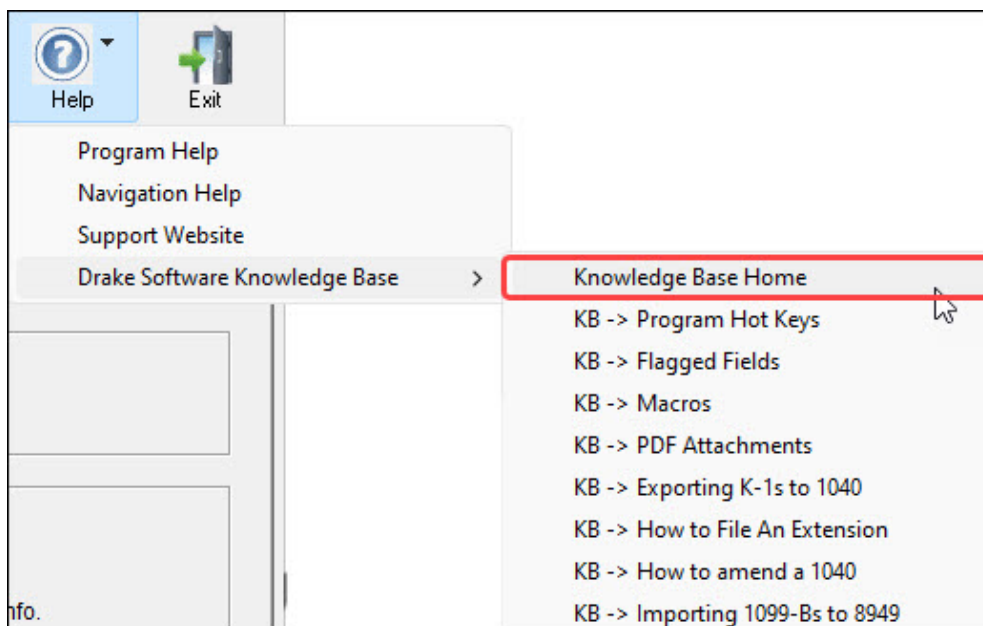 Help
Exit
Program Help
Navigation Help
Support Website
Drake Software Knowledge Base
Knowledge Base Home
KB -> Program Hot Keys
KB -> Flagged Fields
KB -> Macros
KB -> PDF Attachments
KB -> Exporting K-1s to 1040
KB -> How to File An Extension
KB -> How to amend a 1040
KB -> Importing 1099-Bs to 8949
nfo.